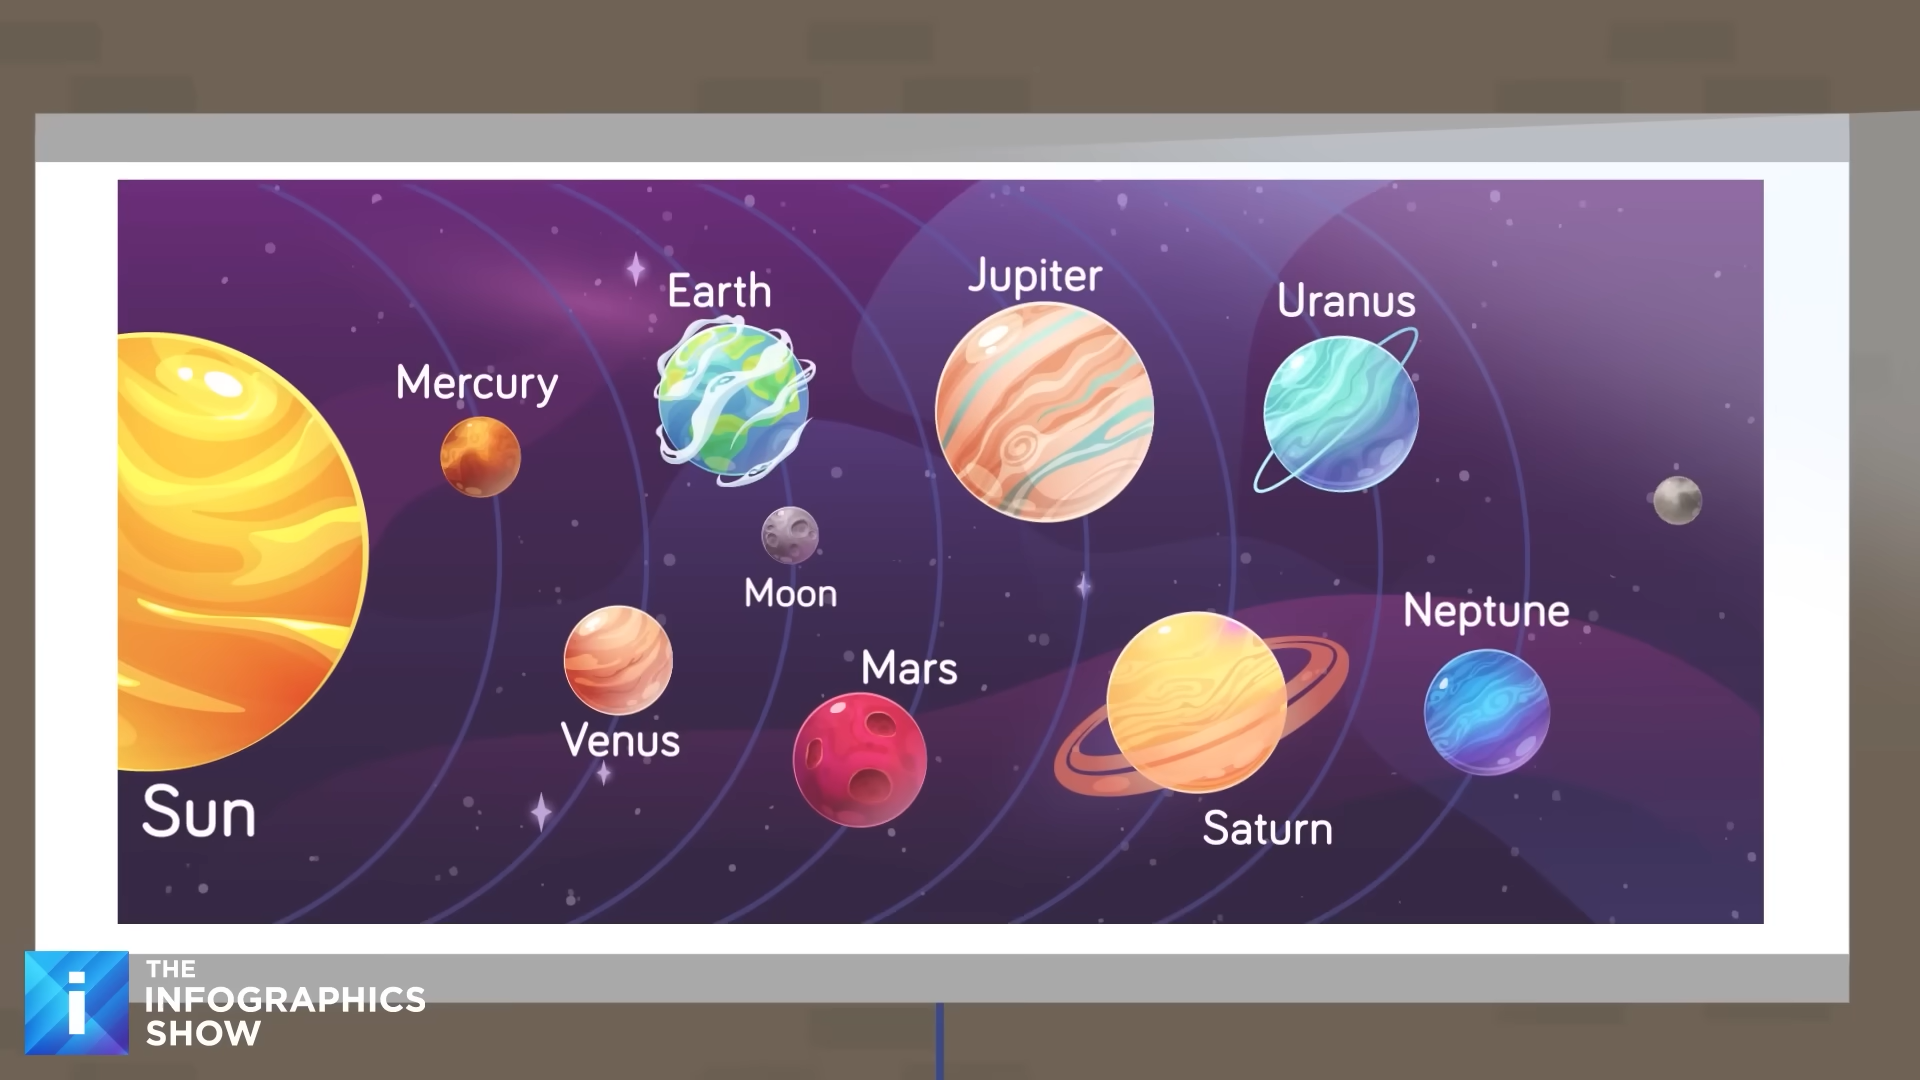 Earth
Jupiter
Uranus
Mercury
Moon
Neptune
Mars
Venus
Sun
Saturn
i
THE
INFOGRAPHICS
SHOW